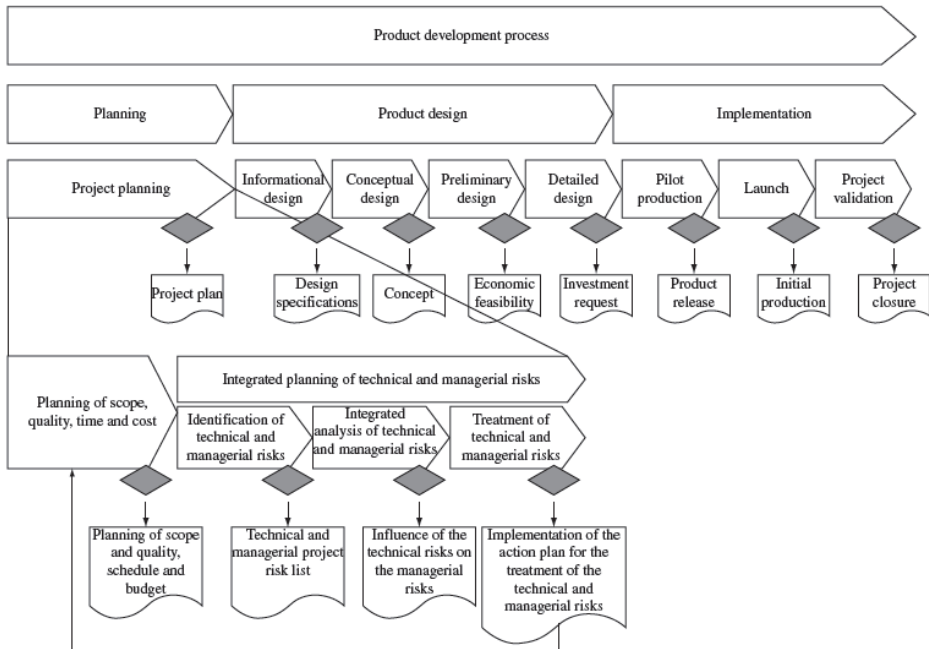 Product development process
Planning
Product design
Implementation
Project planning
Informational
design
Conceptual
design
Preliminary
design
Detailed
design
Pilot
production
Launch
Project
validation
Project plan
Design
specifications
Concept
Economic
feasibility
Investment
request
Product
release
Initial
production
Project
closure
Planning of scope,
quality, time and cost
Integrated planning of technical and managerial risks
Identification of
technical and
managerial risks
Integrated
analysis of technical
and managerial risks
Treatment of
technical and
managerial risks
Planning of scope
and quality,
schedule and
budget
Technical and
managerial project
risk list
Influence of the
technical risks on
the managerial
risks
Implementation of the
action plan for the
treatment of the
technical and
managerial risks